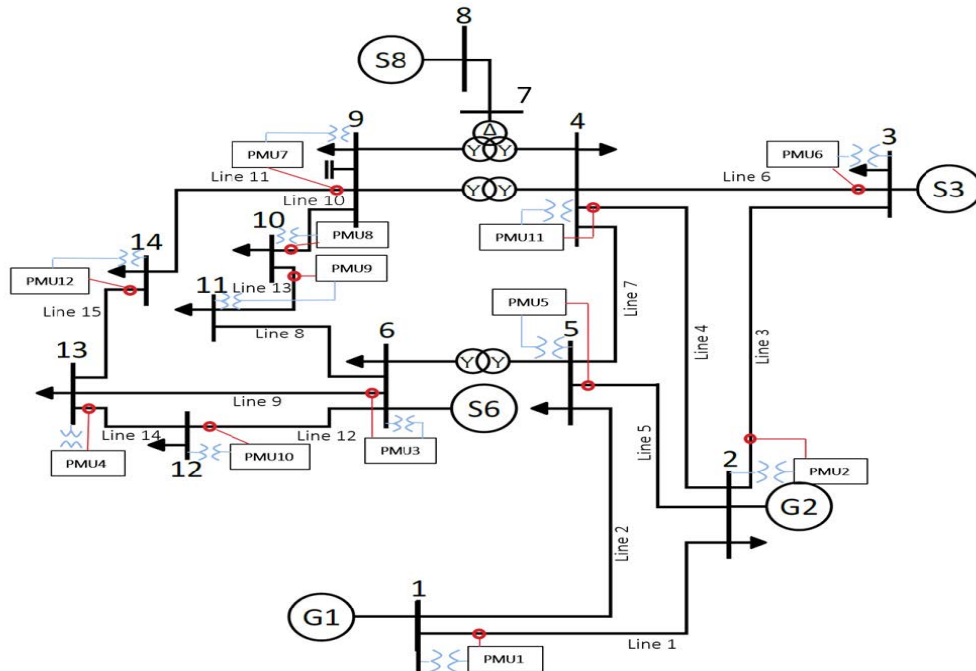 8
S8
7
Δ
9
4
3
PMU7
Y Y
PMU6
Line 11
Line 10
Y Y
Line 6
S3
10
PMU8
PMU11
14
PMU9
PMU12
11
Line 13
Line 7
Line 15
PMU5
Line 8
6
5
Line 4
Line 3
13
Y Y
Line 9
S6
Line 14
Line 12
Line 5
PMU4
12
PMU10
PMU3
2
PMU2
G2
Line 2
1
G1
Line 1
PMU1